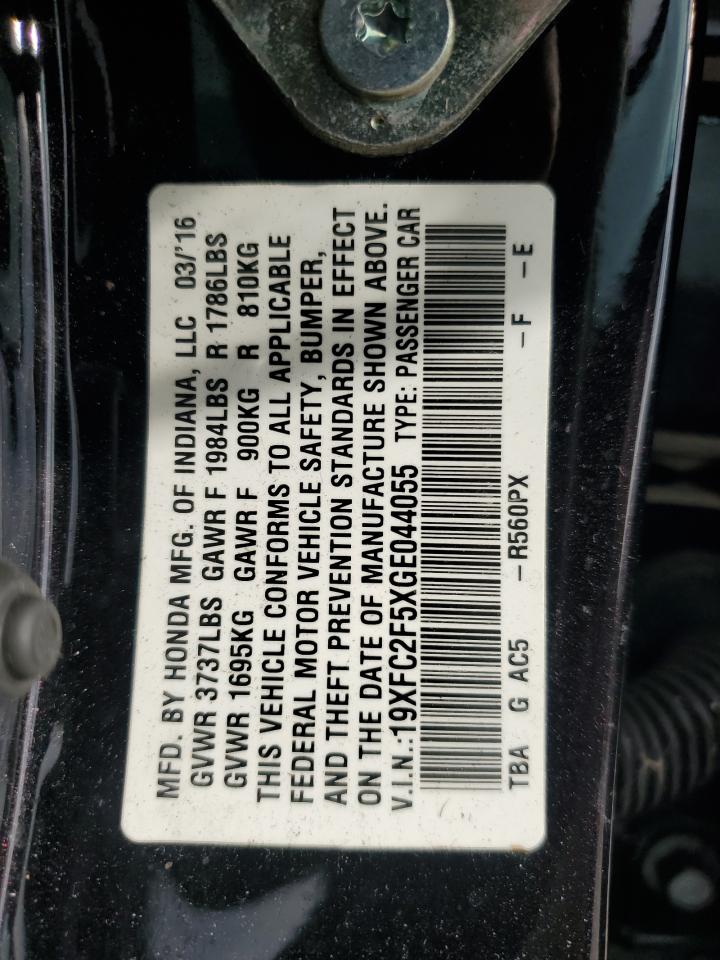 MFD. BY HONDA MFG. OF INDIANA, LLC 03/'16
GVWR 3737LBS GAWR F 1984LBS R 1786LBS
GVWR 1695KG GAWR F 900KG R 810KG
THIS VEHICLE CONFORMS TO ALL APPLICABLE
FEDERAL MOTOR VEHICLE SAFETY, BUMPER,
AND THEFT PREVENTION STANDARDS IN EFFECT
ON THE DATE OF MANUFACTURE SHOWN ABOVE.
V.I.N.:19XFC2F5XGE044055 TYPE: PASSENGER CAR
TBA G AC5 -R560PX -F -E